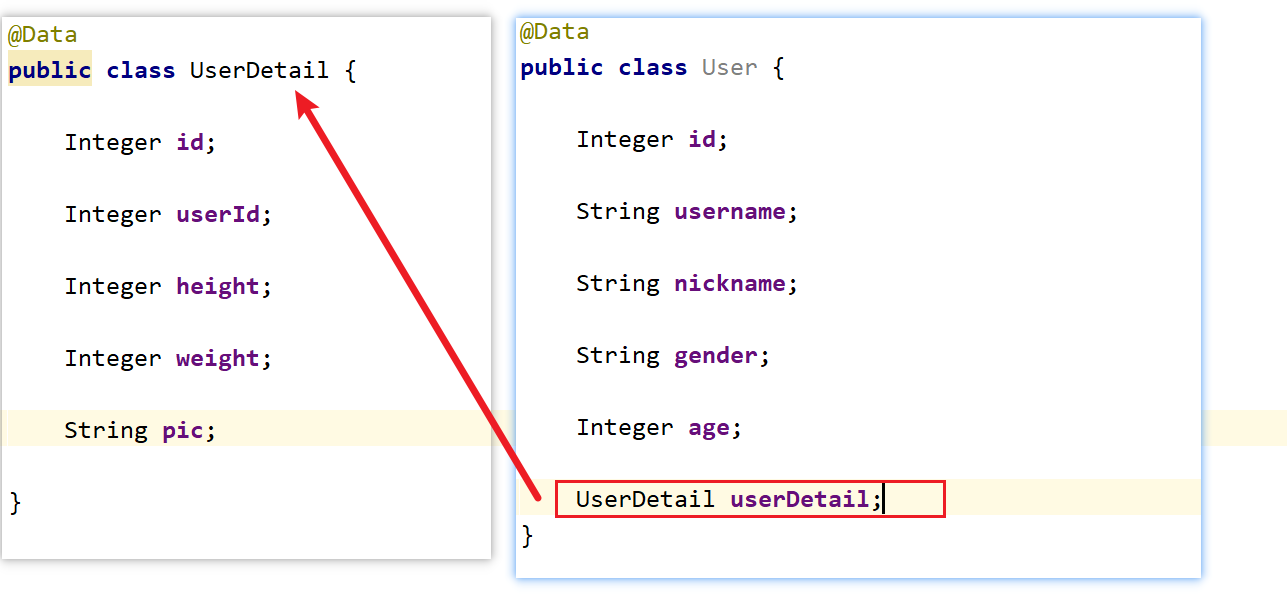 @Data
public class UserDetail {
Integer id;
Integer userId;
Integer height;
Integer weight;
String pic;
}
@Data
public class User {
Integer id;
String username;
String nickname;
String gender;
Integer age;
UserDetail userDetail;
}